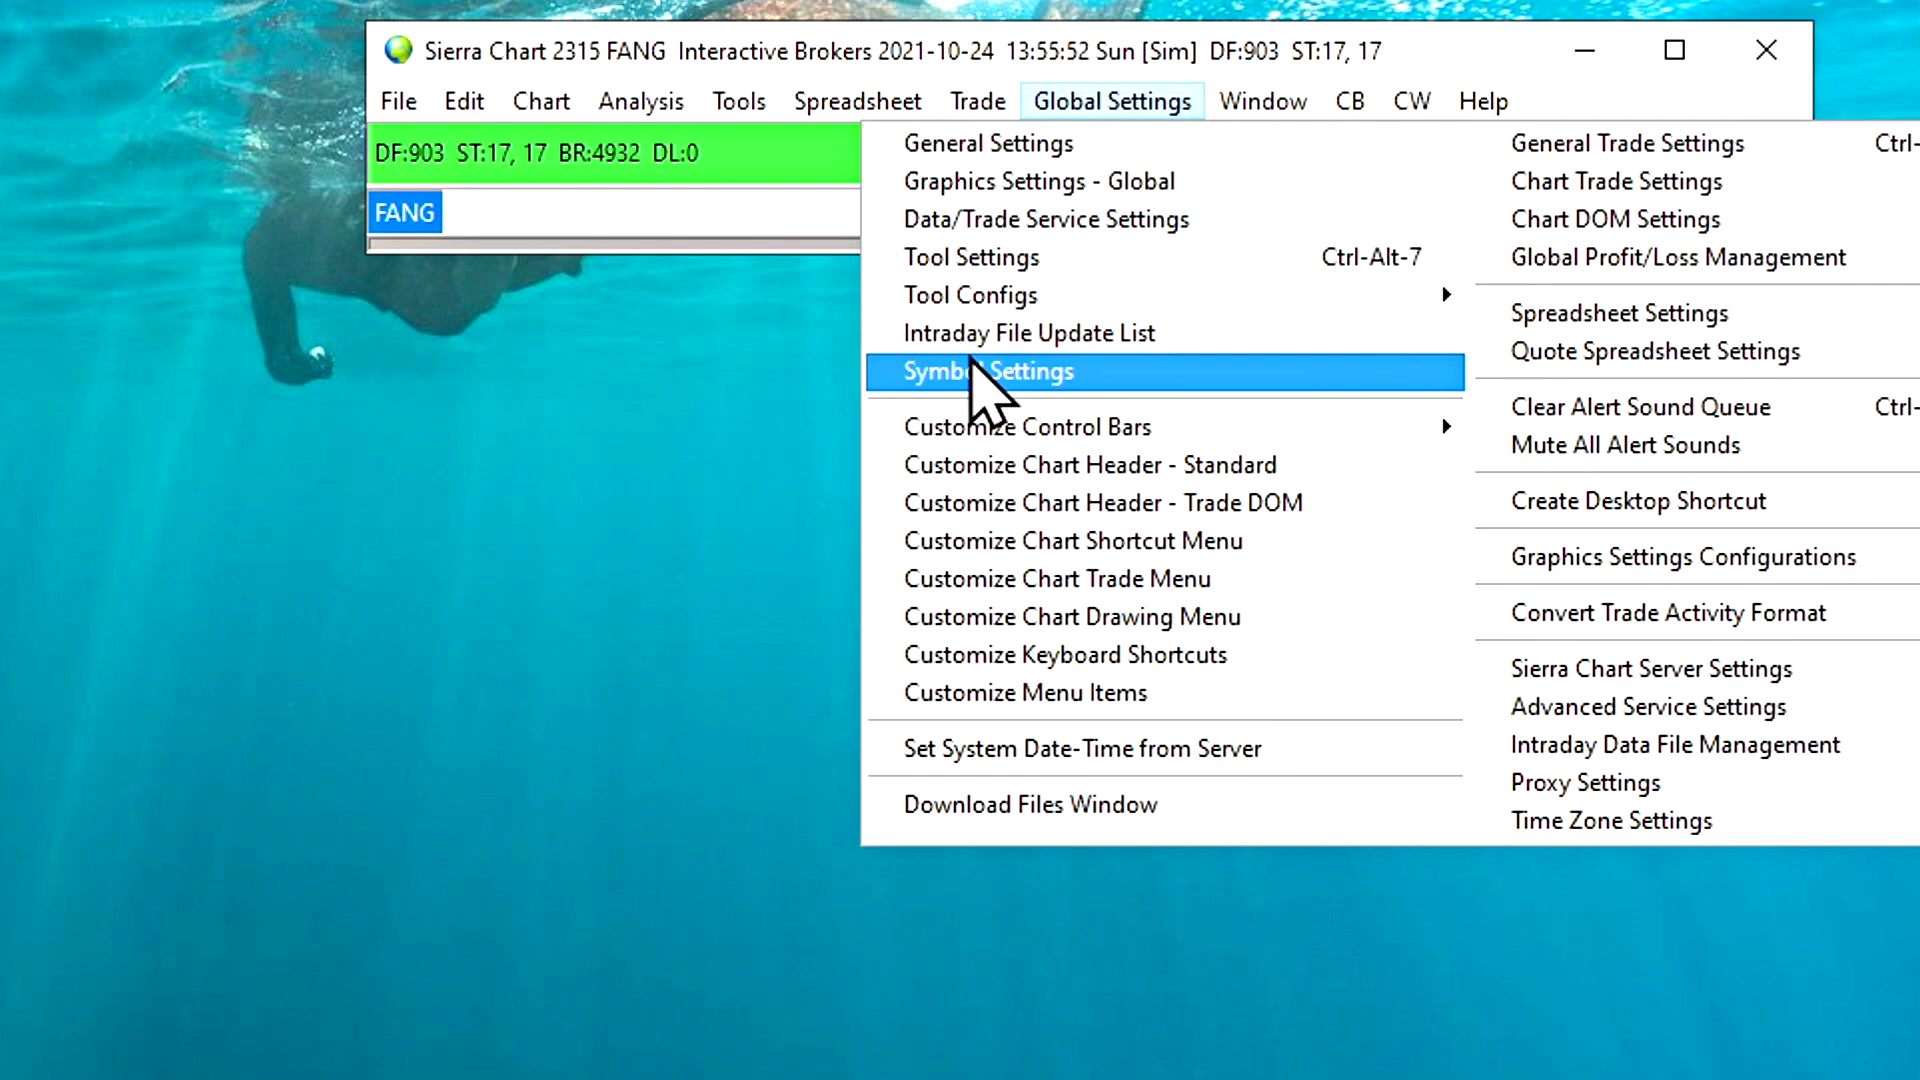 Sierra Chart 2315 FANG Interactive Brokers 2021-10-24 13:55:52 Sun [Sim] DF:903 ST:17, 17
File Edit Chart Analysis Tools Spreadsheet Trade Global Settings Window CB CW Help
DF:903 ST:17, 17 BR:4932 DL:0
FANG
General Settings
Graphics Settings - Global
Data/Trade Service Settings
Tool Settings Ctrl-Alt-7
Tool Configs
Intraday File Update List
Symbol Settings
Customize Control Bars
Customize Chart Header - Standard
Customize Chart Header - Trade DOM
Customize Chart Shortcut Menu
Customize Chart Trade Menu
Customize Chart Drawing Menu
Customize Keyboard Shortcuts
Customize Menu Items
Set System Date-Time from Server
Download Files Window
General Trade Settings Ctrl-
Chart Trade Settings
Chart DOM Settings
Global Profit/Loss Management
Spreadsheet Settings
Quote Spreadsheet Settings
Clear Alert Sound Queue Ctrl-
Mute All Alert Sounds
Create Desktop Shortcut
Graphics Settings Configurations
Convert Trade Activity Format
Sierra Chart Server Settings
Advanced Service Settings
Intraday Data File Management
Proxy Settings
Time Zone Settings